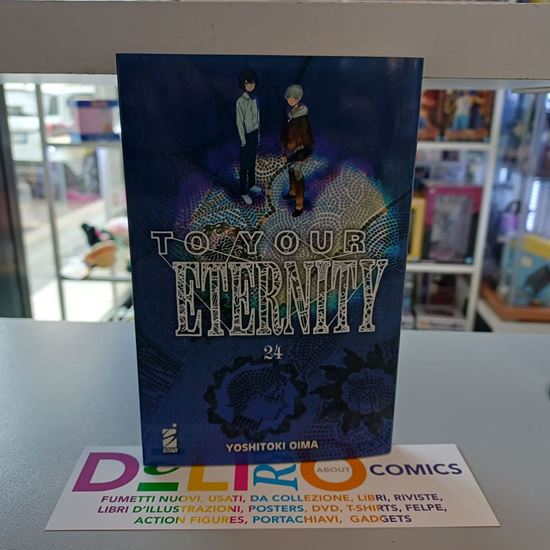 TO YOUR
ETERNITY
24
STAR
YOSHITOKI OIMA
DeLIRO ABOUT COMICS
FUMETTI NUOVI, USATI, DA COLLEZIONE, LIBRI, RIVISTE,
LIBRI D'ILLUSTRAZIONI, POSTERS, DVD, T-SHIRTS, FELPE,
ACTION FIGURES, PORTACHIAVI, GADGETS